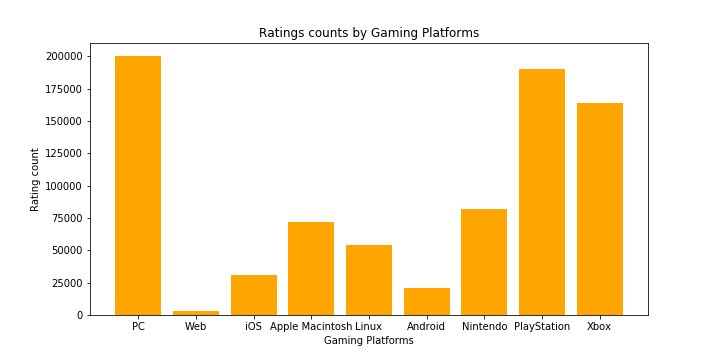 Ratings counts by Gaming Platforms
200000
175000
150000
125000
100000
75000
50000
25000
0
Rating count
PC Web iOS Apple Macintosh Linux Android Nintendo PlayStation Xbox
Gaming Platforms